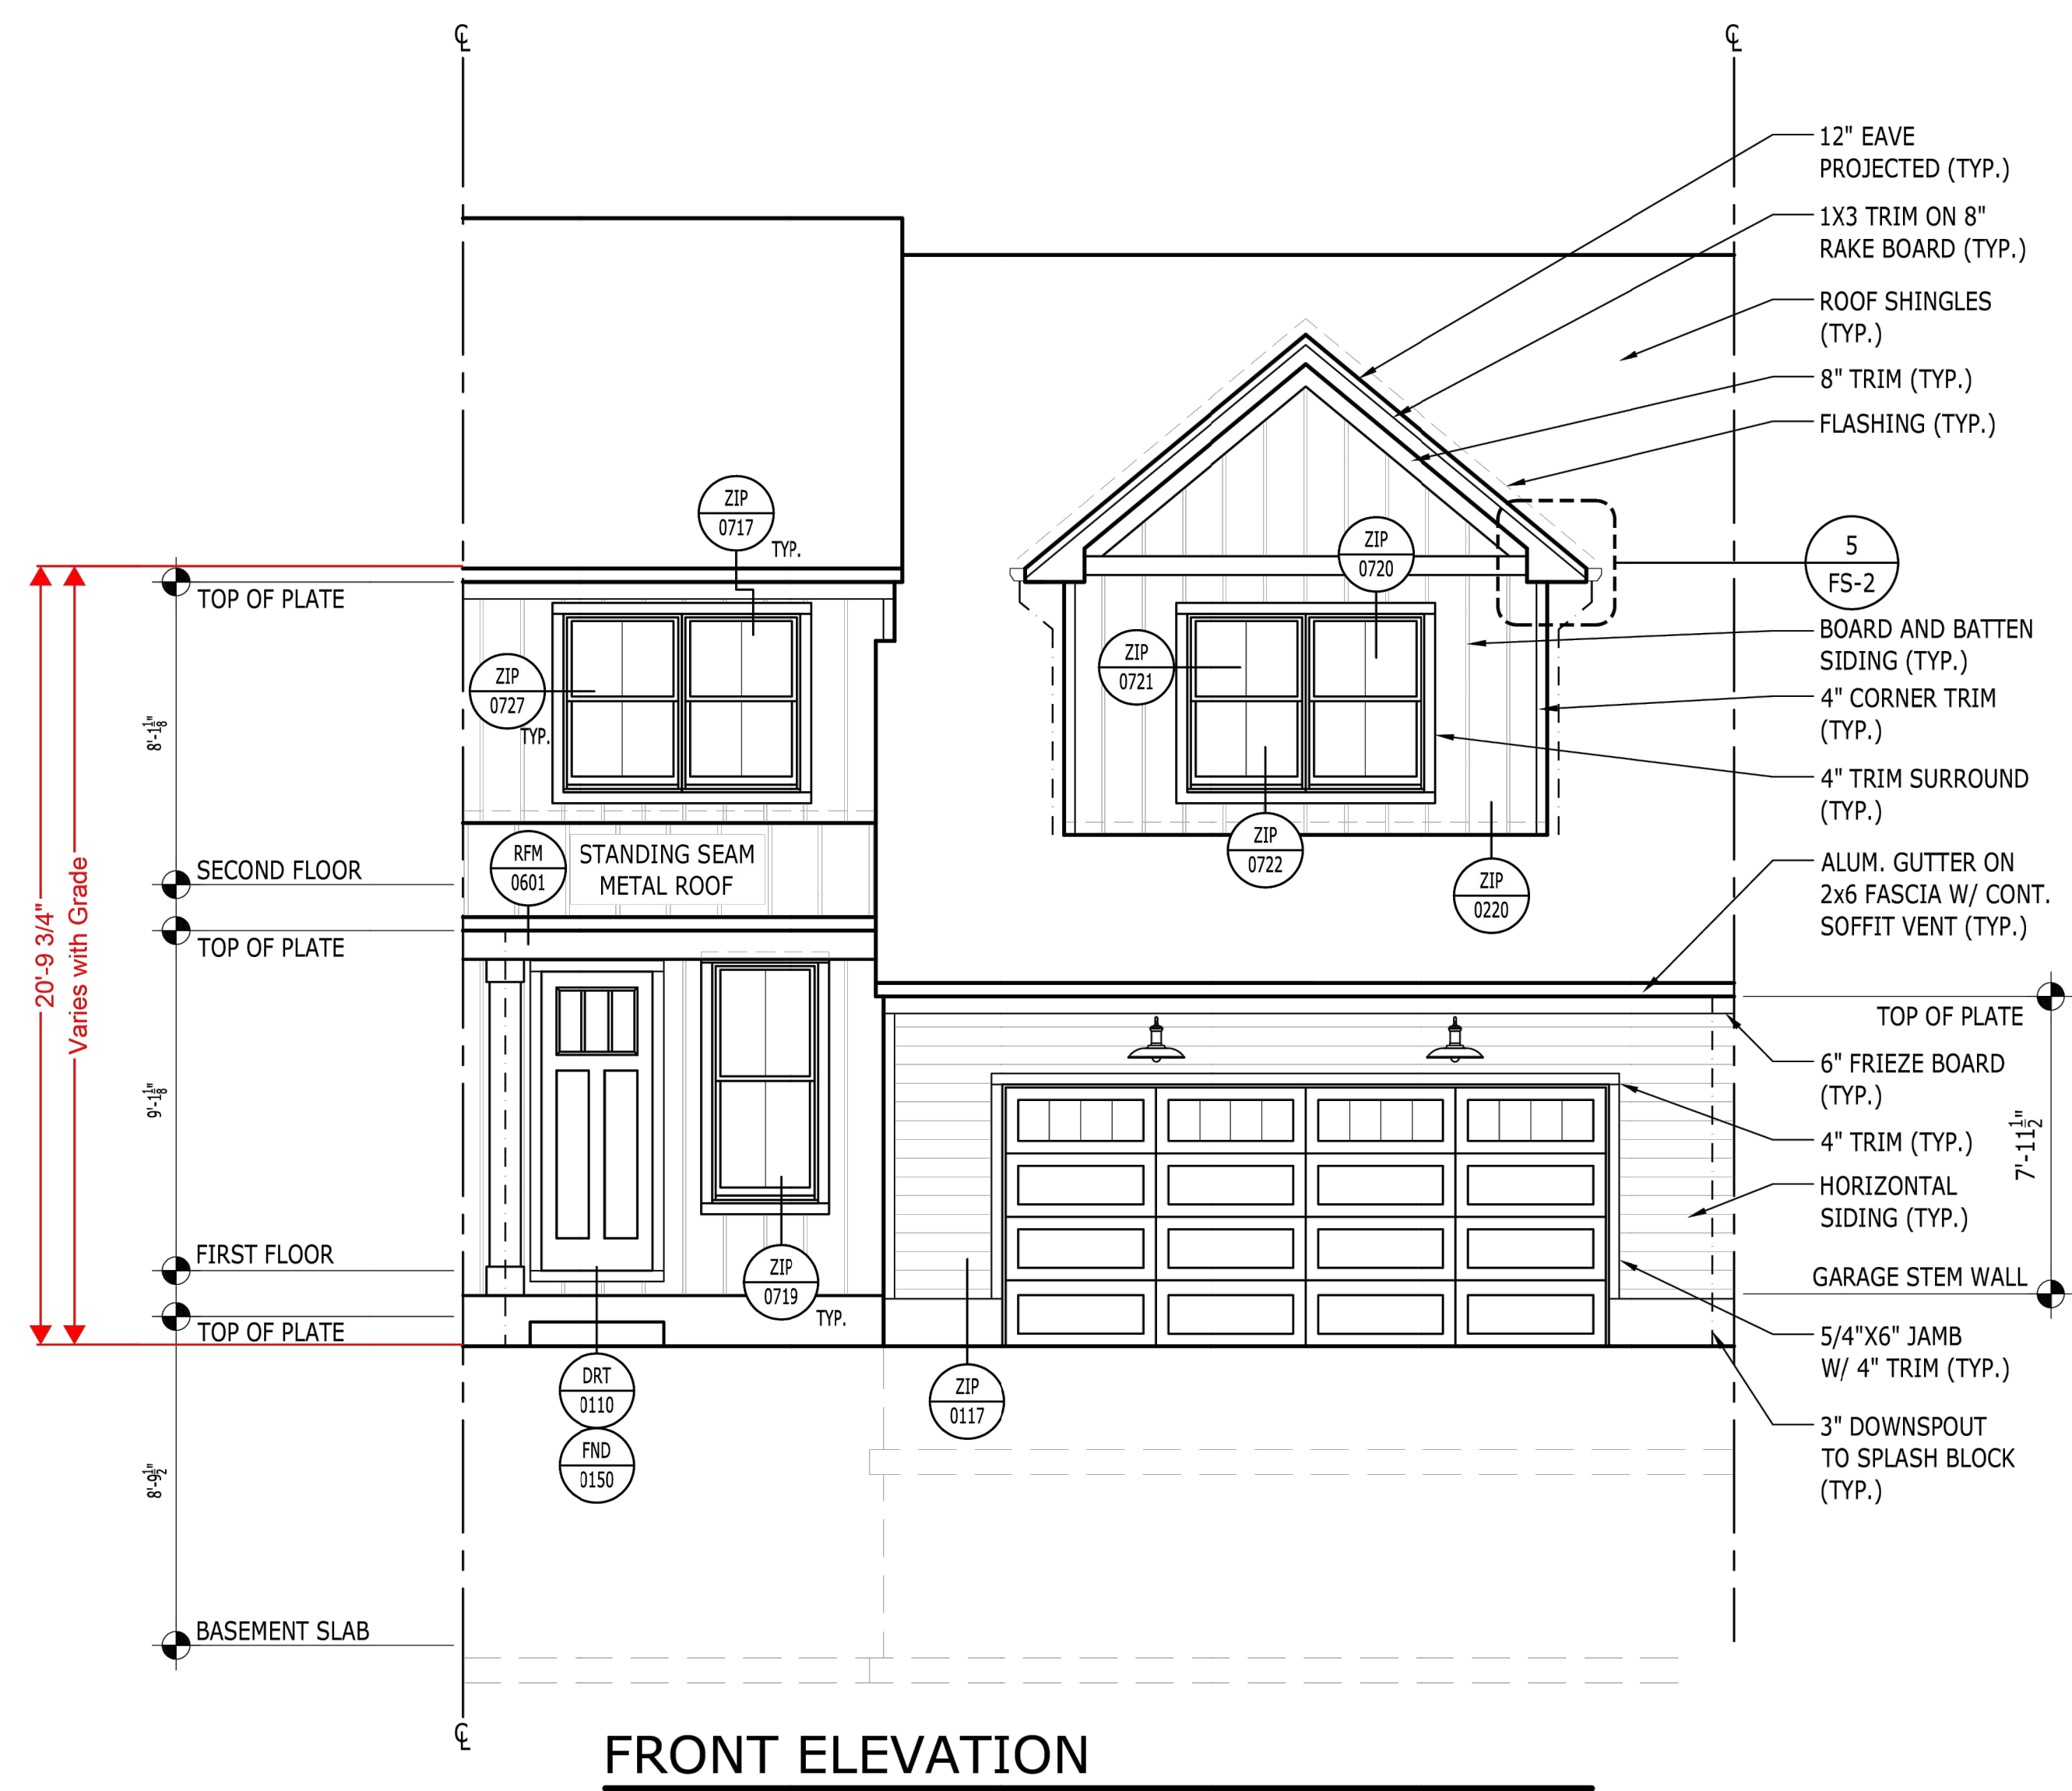 ℄
℄
12" EAVE
PROJECTED (TYP.)
1X3 TRIM ON 8"
RAKE BOARD (TYP.)
ROOF SHINGLES
(TYP.)
8" TRIM (TYP.)
FLASHING (TYP.)
ZIP
0717
TYP.
ZIP
0720
5
FS-2
TOP OF PLATE
ZIP
0727
TYP.
ZIP
0721
BOARD AND BATTEN
SIDING (TYP.)
4" CORNER TRIM
(TYP.)
8'-1 1/8"
4" TRIM SURROUND
(TYP.)
ZIP
0722
ZIP
0220
RFM
0601
STANDING SEAM
METAL ROOF
SECOND FLOOR
ALUM. GUTTER ON
2x6 FASCIA W/ CONT.
SOFFIT VENT (TYP.)
20'-9 3/4"
Varies with Grade
TOP OF PLATE
TOP OF PLATE
6" FRIEZE BOARD
(TYP.)
9'-1 1/8"
4" TRIM (TYP.)
7'-11 1/2"
HORIZONTAL
SIDING (TYP.)
FIRST FLOOR
ZIP
0719
TYP.
GARAGE STEM WALL
TOP OF PLATE
5/4"X6" JAMB
W/ 4" TRIM (TYP.)
DRT
0110
ZIP
0117
3" DOWNSPOUT
TO SPLASH BLOCK
(TYP.)
FND
0150
8'-9 1/2"
BASEMENT SLAB
℄
FRONT ELEVATION